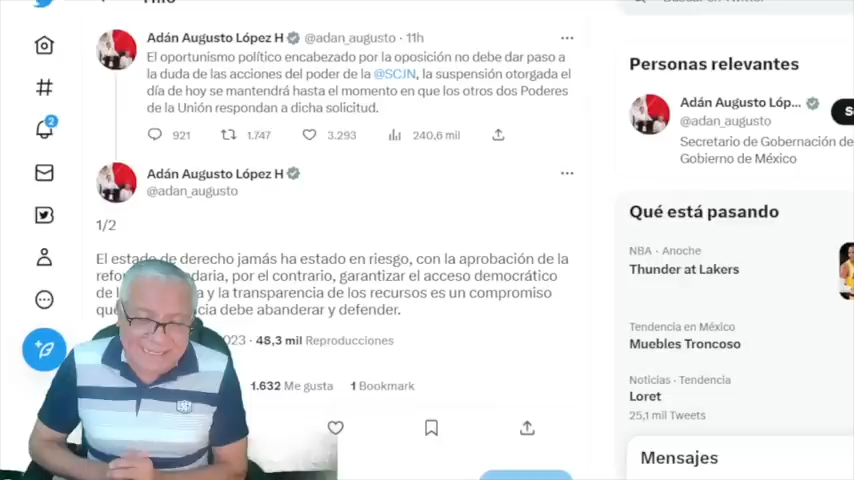 Buscar en Twitter
Adán Augusto López H @adan_augusto · 11h
El oportunismo político encabezado por la oposición no debe dar paso a
la duda de las acciones del poder de la @SCJN, la suspensión otorgada el
día de hoy se mantendrá hasta el momento en que los otros dos Poderes
de la Unión respondan a dicha solicitud.
921 1.747 3.293 240,6 mil
Adán Augusto López H
@adan_augusto
1/2
El estado de derecho jamás ha estado en riesgo, con la aprobación de la
daria, por el contrario, garantizar el acceso democrático
de y la transparencia de los recursos es un compromiso
debe abanderar y defender.
2023 · 48,3 mil Reproducciones
1.632 Me gusta 1 Bookmark
2
Personas relevantes
Adán Augusto Lóp...
@adan_augusto
Secretario de Gobernación de
Gobierno de México
Qué está pasando
NBA · Anoche
Thunder at Lakers
Tendencia en México
Muebles Troncoso
Noticias · Tendencia
Loret
25,1 mil Tweets
Mensajes